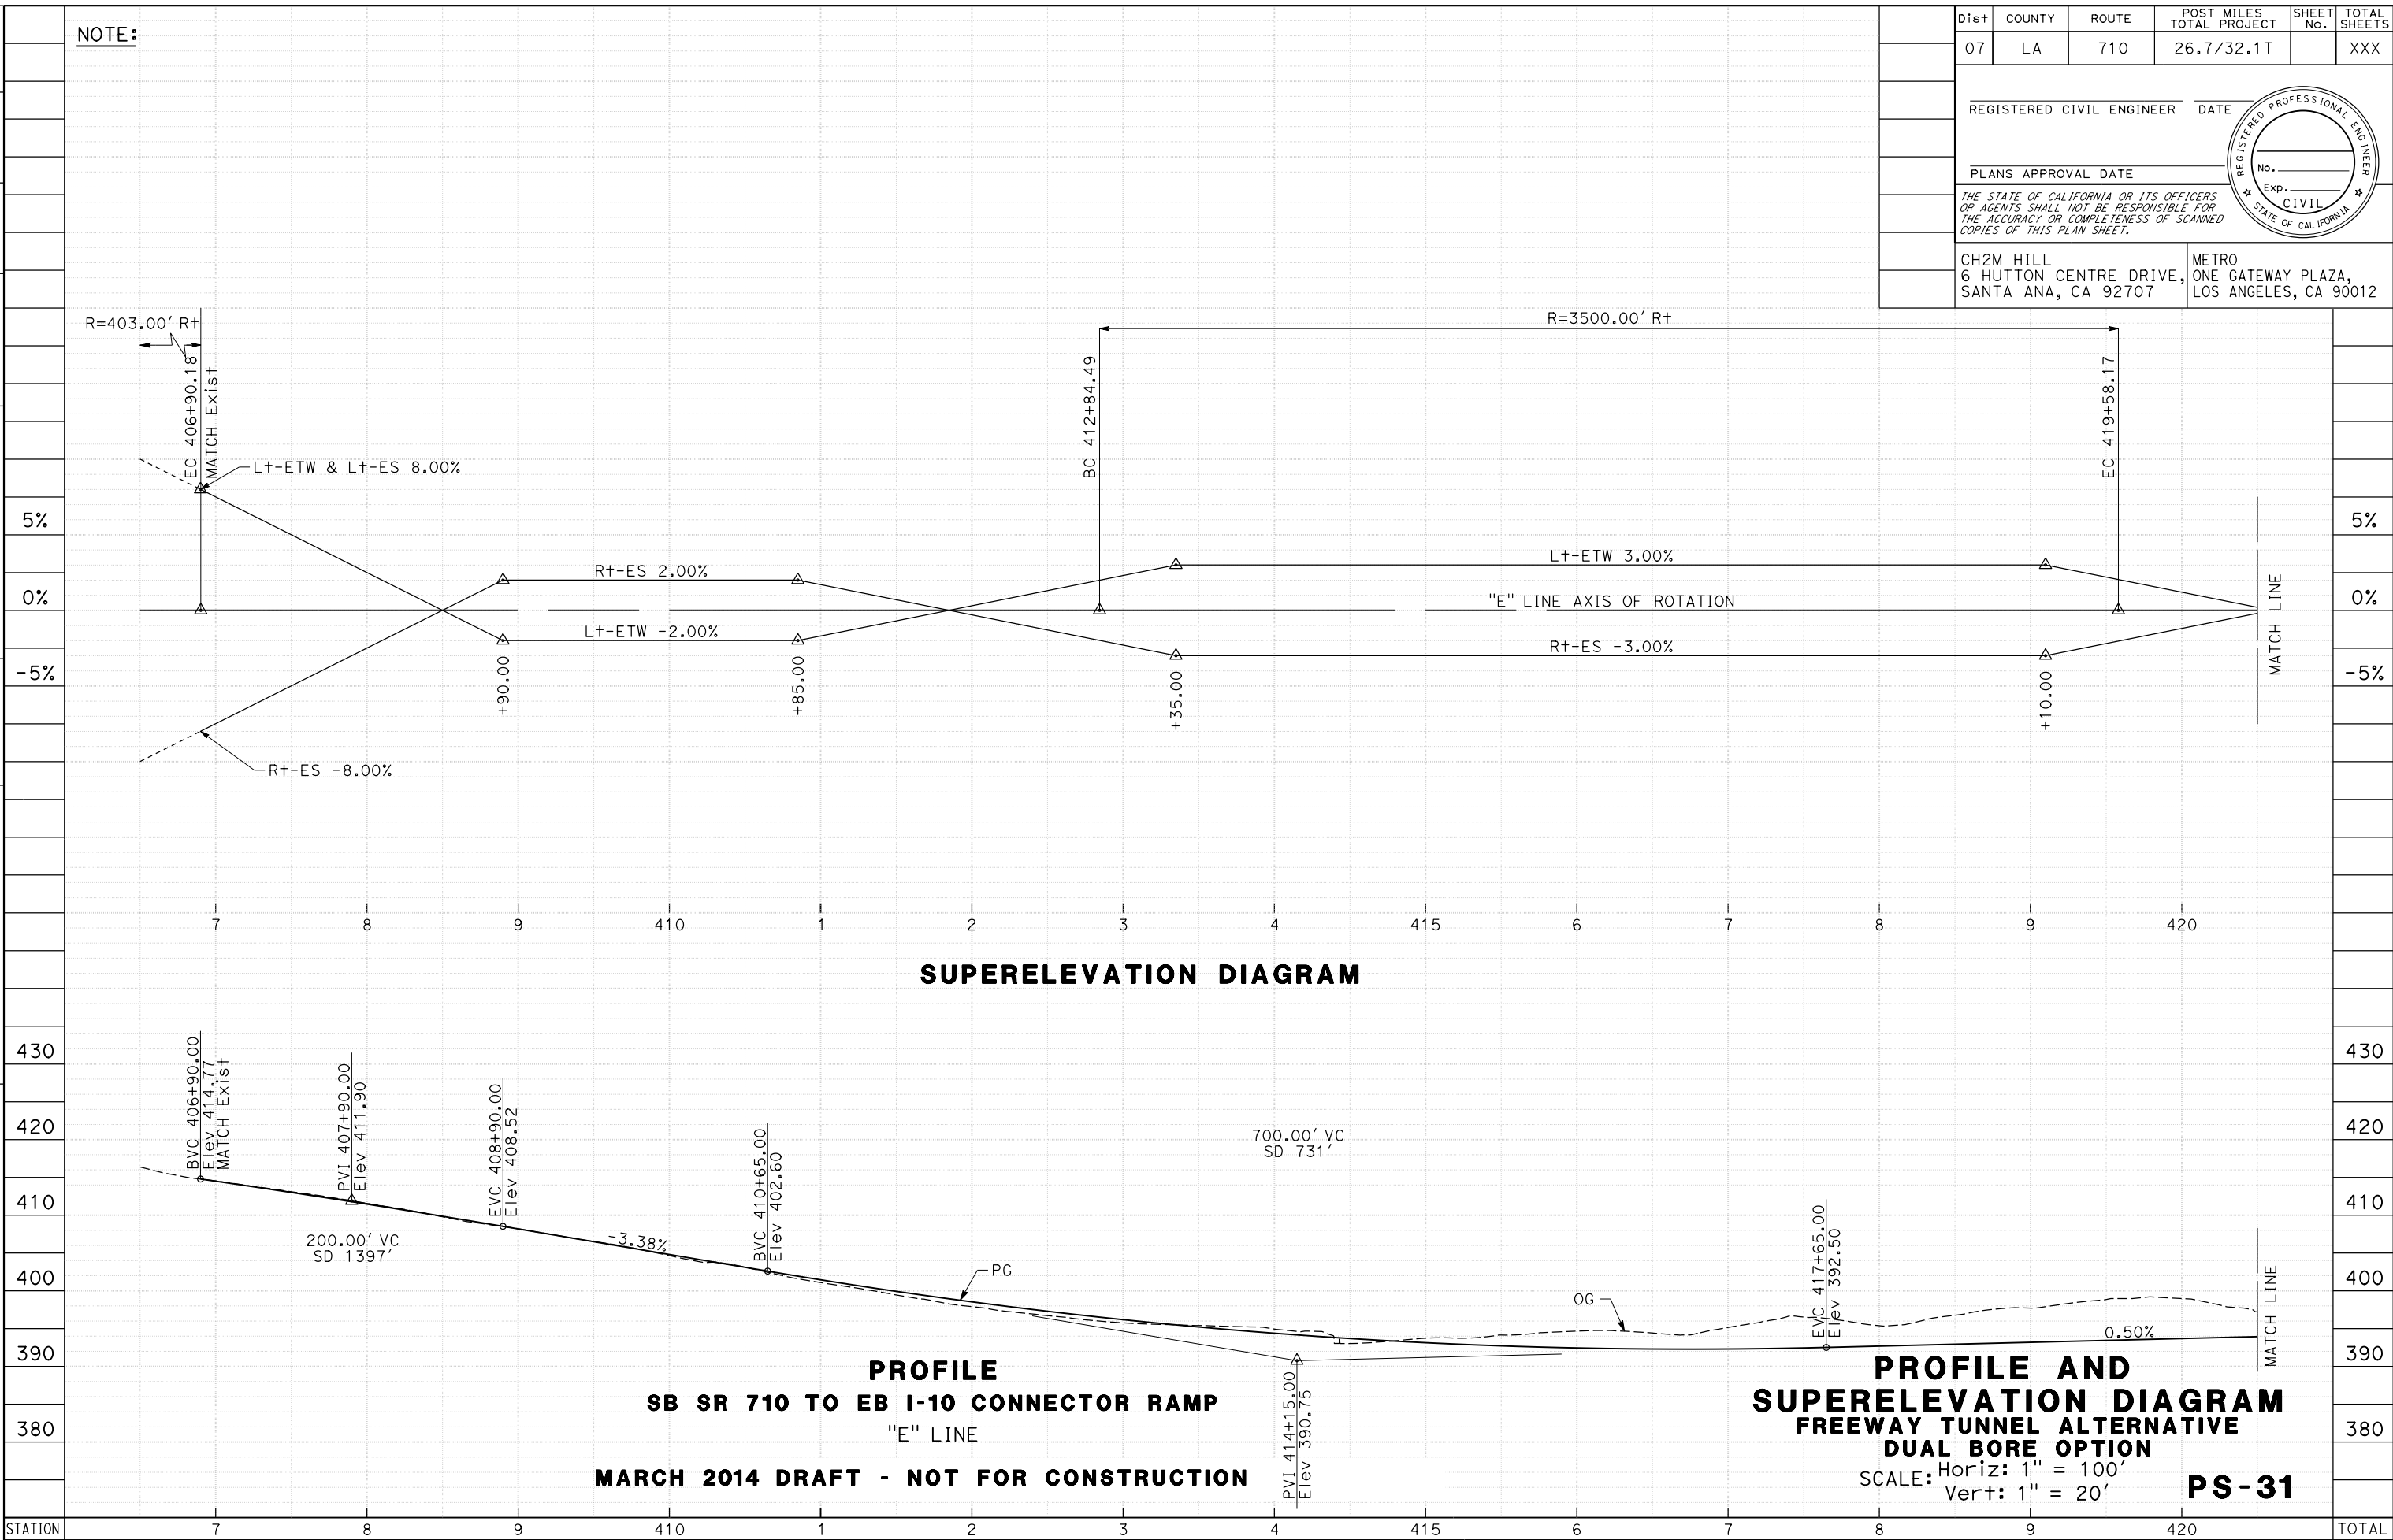 NOTE:
Dist COUNTY ROUTE POST MILES TOTAL PROJECT SHEET No. TOTAL SHEETS
07 LA 710 26.7/32.1T XXX
REGISTERED CIVIL ENGINEER DATE
PLANS APPROVAL DATE
REGISTERED PROFESSIONAL ENGINEER
No.
Exp.
CIVIL
STATE OF CALIFORNIA
THE STATE OF CALIFORNIA OR ITS OFFICERS
OR AGENTS SHALL NOT BE RESPONSIBLE FOR
THE ACCURACY OR COMPLETENESS OF SCANNED
COPIES OF THIS PLAN SHEET.
CH2M HILL
6 HUTTON CENTRE DRIVE,
SANTA ANA, CA 92707
METRO
ONE GATEWAY PLAZA,
LOS ANGELES, CA 90012
R=403.00' Rt
EC 406+90.18
MATCH Exist
Lt-ETW & Lt-ES 8.00%
R=3500.00' Rt
BC 412+84.49
EC 419+58.17
5% 5%
0% 0%
-5% -5%
Rt-ES 2.00%
Lt-ETW -2.00%
Lt-ETW 3.00%
"E" LINE AXIS OF ROTATION
Rt-ES -3.00%
Rt-ES -8.00%
+90.00
+85.00
+35.00
+10.00
MATCH LINE
7 8 9 410 1 2 3 4 415 6 7 8 9 420
SUPERELEVATION DIAGRAM
430 430
420 420
410 410
400 400
390 390
380 380
BVC 406+90.00
Elev 414.77
MATCH Exist
PVI 407+90.00
Elev 411.90
EVC 408+90.00
Elev 408.52
200.00' VC
SD 1397'
-3.38%
BVC 410+65.00
Elev 402.60
700.00' VC
SD 731'
PG
OG
PVI 414+15.00
Elev 390.75
EVC 417+65.00
Elev 392.50
0.50%
MATCH LINE
PROFILE
SB SR 710 TO EB I-10 CONNECTOR RAMP
"E" LINE
MARCH 2014 DRAFT - NOT FOR CONSTRUCTION
PROFILE AND
SUPERELEVATION DIAGRAM
FREEWAY TUNNEL ALTERNATIVE
DUAL BORE OPTION
SCALE: Horiz: 1" = 100'
Vert: 1" = 20'
PS-31
STATION 7 8 9 410 1 2 3 4 415 6 7 8 9 420 TOTAL